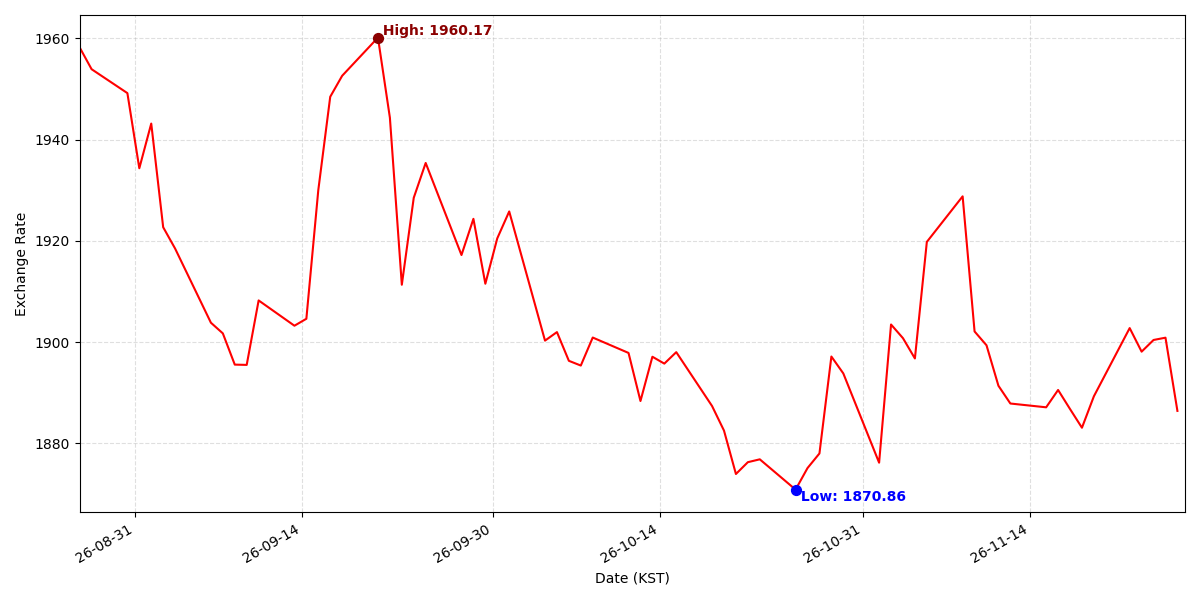 High: 1960.17
1960
1940
1920
1900
1880
Exchange Rate
Low: 1870.86
26-08-31
26-09-14
26-09-30
26-10-14
26-10-31
26-11-14
Date (KST)